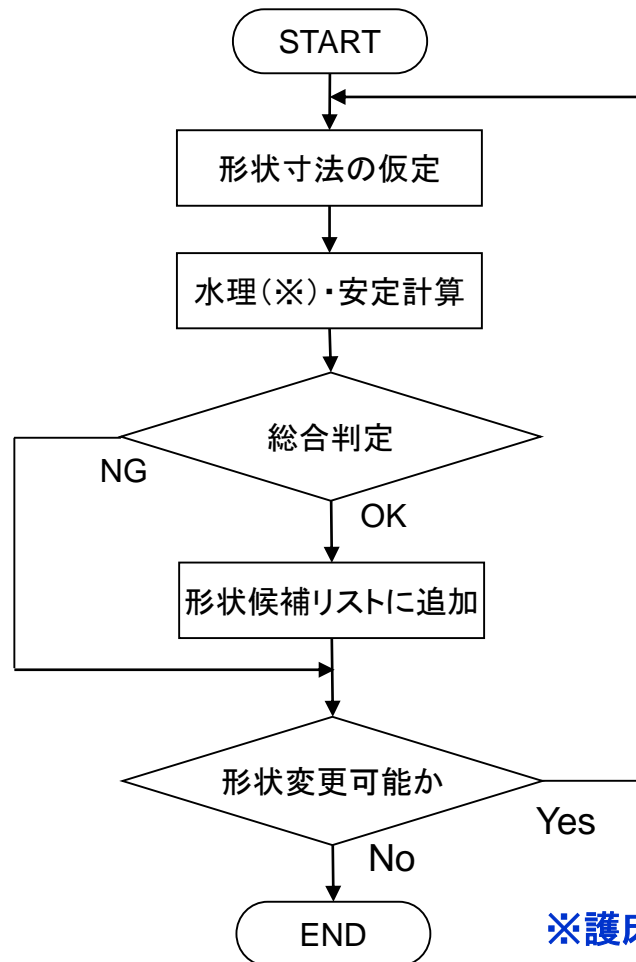 START
形状寸法の仮定
水理(※)・安定計算
総合判定
NG
OK
形状候補リストに追加
形状変更可能か
Yes
No
END
※護床